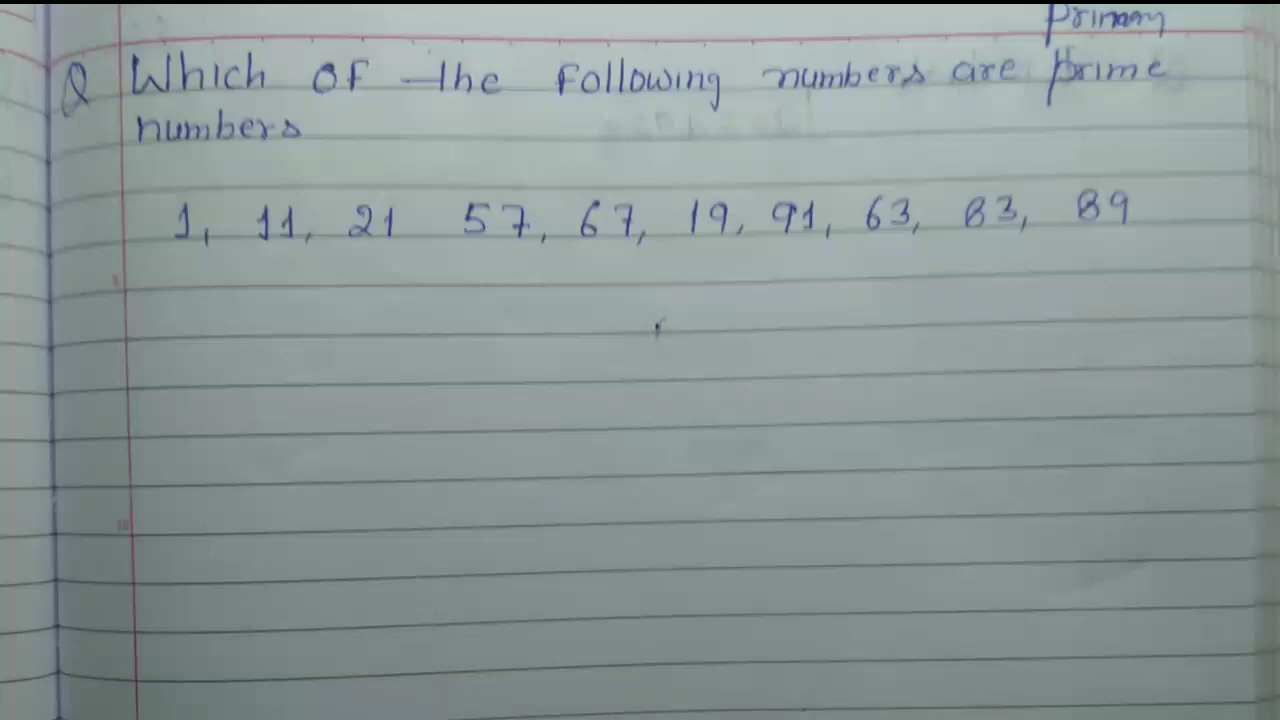 Primary
Q Which of the following numbers are prime
numbers
1, 11, 21 57, 67, 19, 91, 63, 83, 89